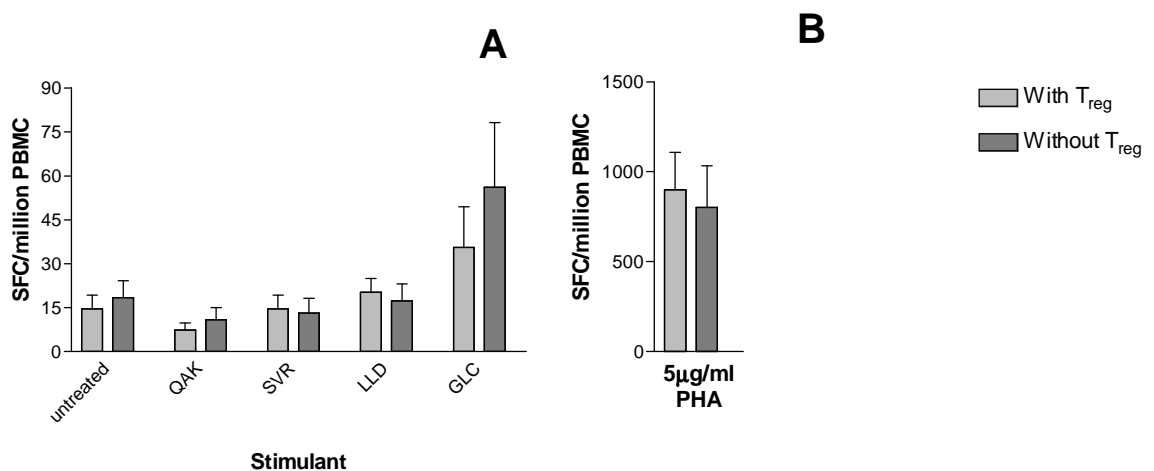 A
SFC/million PBMC
90
75
60
45
30
15
0
untreated
QAK
SVR
LLD
GLC
Stimulant
B
SFC/million PBMC
1500
1000
500
0
5µg/ml
PHA
With Treg
Without Treg